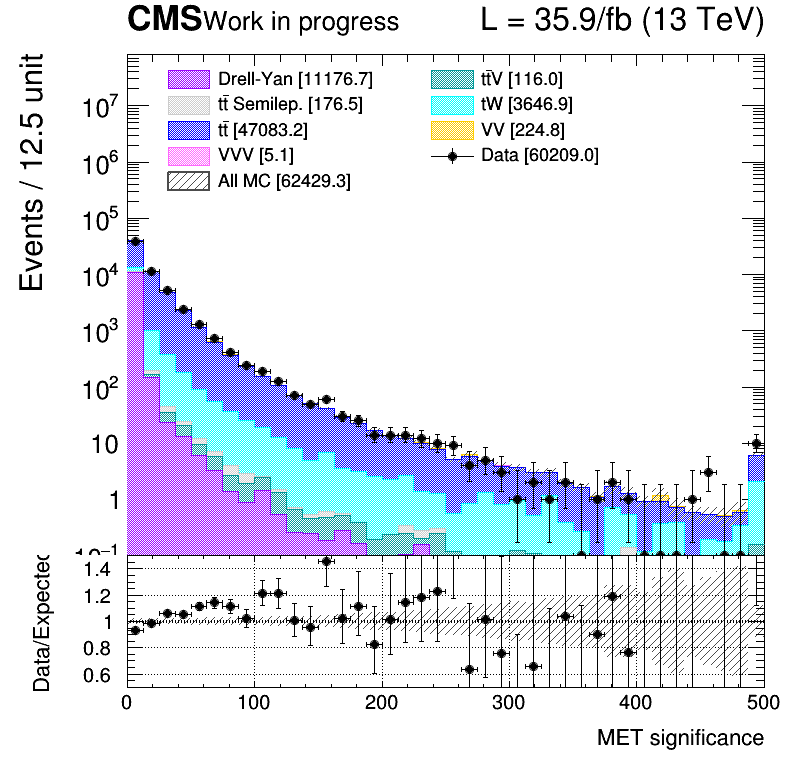 CMS Work in progress L = 35.9/fb (13 TeV)
Events / 12.5 unit
Drell-Yan [11176.7]
tt̄ Semilep. [176.5]
tt̄ [47083.2]
VVV [5.1]
All MC [62429.3]
tt̄V [116.0]
tW [3646.9]
VV [224.8]
Data [60209.0]
10⁷
10⁶
10⁵
10⁴
10³
10²
10
1
10⁻¹
Data/Expected
1.4
1.2
1
0.8
0.6
0 100 200 300 400 500
MET significance